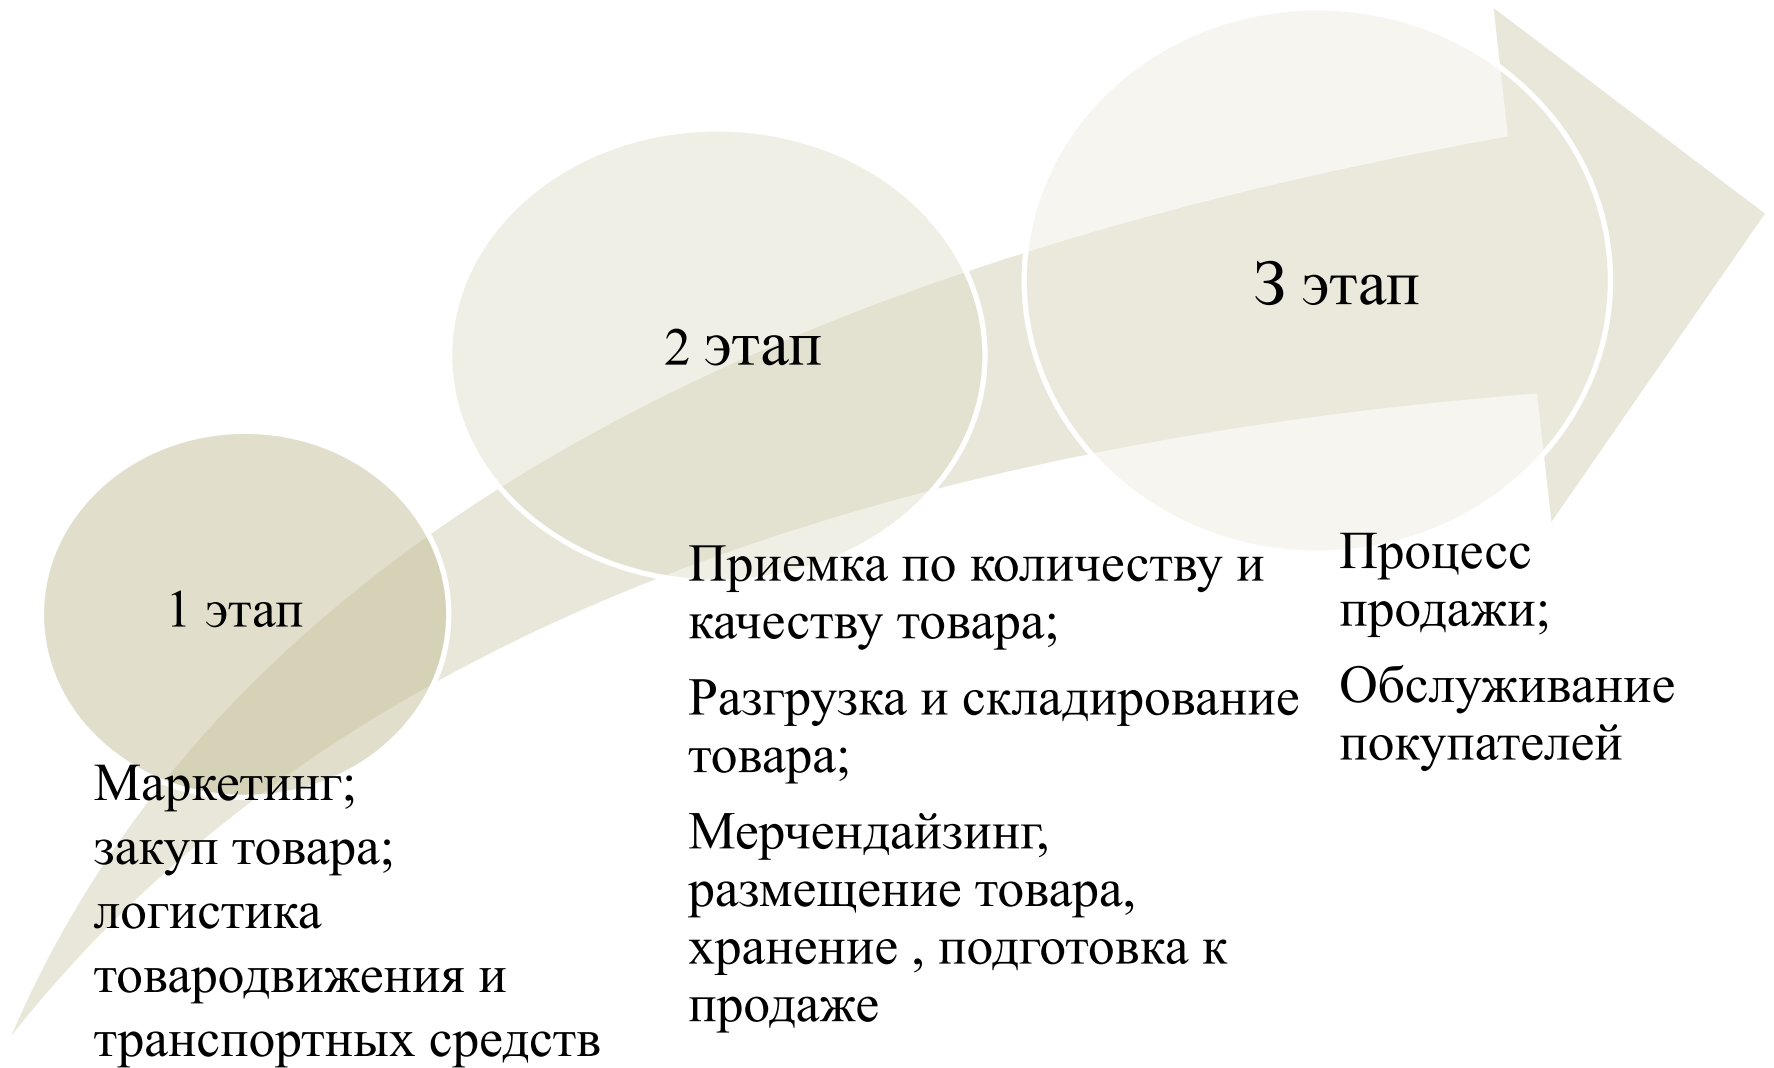 1 этап
Маркетинг;
закуп товара;
логистика
товародвижения и
транспортных средств
2 этап
Приемка по количеству и
качеству товара;
Разгрузка и складирование
товара;
Мерчендайзинг,
размещение товара,
хранение , подготовка к
продаже
3 этап
Процесс
продажи;
Обслуживание
покупателей